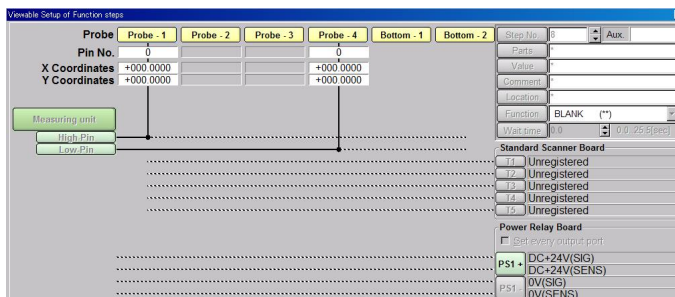 Viewable Setup of Function steps
Probe Probe - 1 Probe - 2 Probe - 3 Probe - 4 Bottom - 1 Bottom - 2
Pin No. 0 0
X Coordinates +000.0000 +000.0000
Y Coordinates +000.0000 +000.0000
Measuring unit
High Pin
Low Pin
Step No. 8 Aux.
Parts *
Value *
Comment *
Location *
Function BLANK (**)
Wait time 0.0 0.0..25.5[sec]
Standard Scanner Board
T1 Unregistered
T2 Unregistered
T3 Unregistered
T4 Unregistered
T5 Unregistered
Power Relay Board
Set every output port
PS1 + DC+24V(SIG)
DC+24V(SENS)
PS1 - 0V(SIG)
0V(SENS)